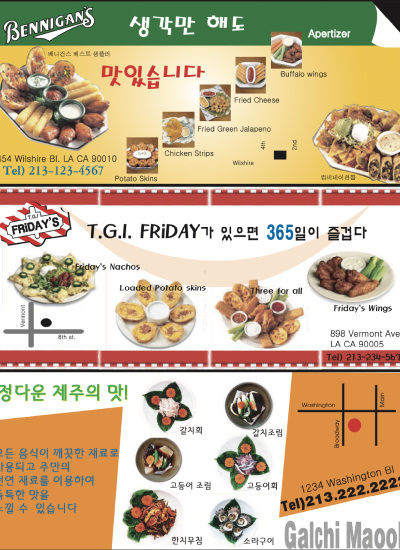 BENNIGAN'S
생각만 해도
Apertizer
베니건스 베스트 샘플러
맛있습니다
Buffalo wings
Fried Cheese
Fried Green Jalapeno
Chicken Strips
Potato Skins
454 Wilshire Bl. LA CA 90010
Tel) 213-123-4567
Wilshire
4th
2nd
컴비네이션팸
T.G.I.
FRiDAY'S
T.G.I. FRiDAY가 있으면 365일이 즐겁다
Friday's Nachos
Loaded Potato skins
Three for all
Friday's Wings
Vermont
8th st.
898 Vermont Ave
LA CA 90005
Tel) 213-234-567
정다운 제주의 맛!
모든 음식이 깨끗한 재료로
사용되고 주만의
천연 재료를 이용하여
독특한 맛을
느낄 수 있습니다
갈치회
갈치조림
고등어 조림
고등어회
한치무침
소라구이
Washington
Main
Broadway
1234 Washington Bl
Tel)213.222.2222
Galchi Maool